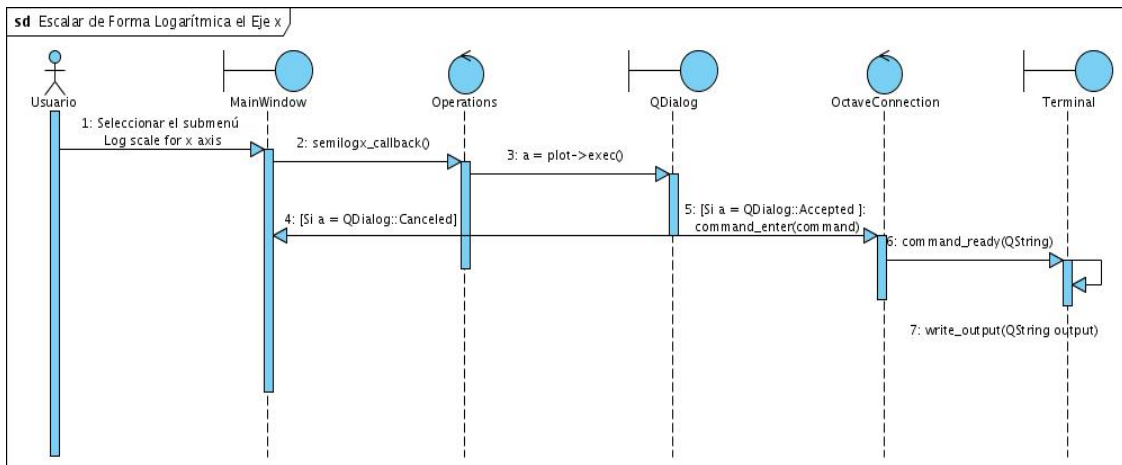 sd Escalar de Forma Logarítmica el Eje x
Usuario
MainWindow
Operations
QDialog
OctaveConnection
Terminal
1: Seleccionar el submenú
Log scale for x axis
2: semilogx_callback()
3: a = plot->exec()
4: [Si a = QDialog::Canceled]
5: [Si a = QDialog::Accepted ]:
command_enter(command)
6: command_ready(QString)
7: write_output(QString output)